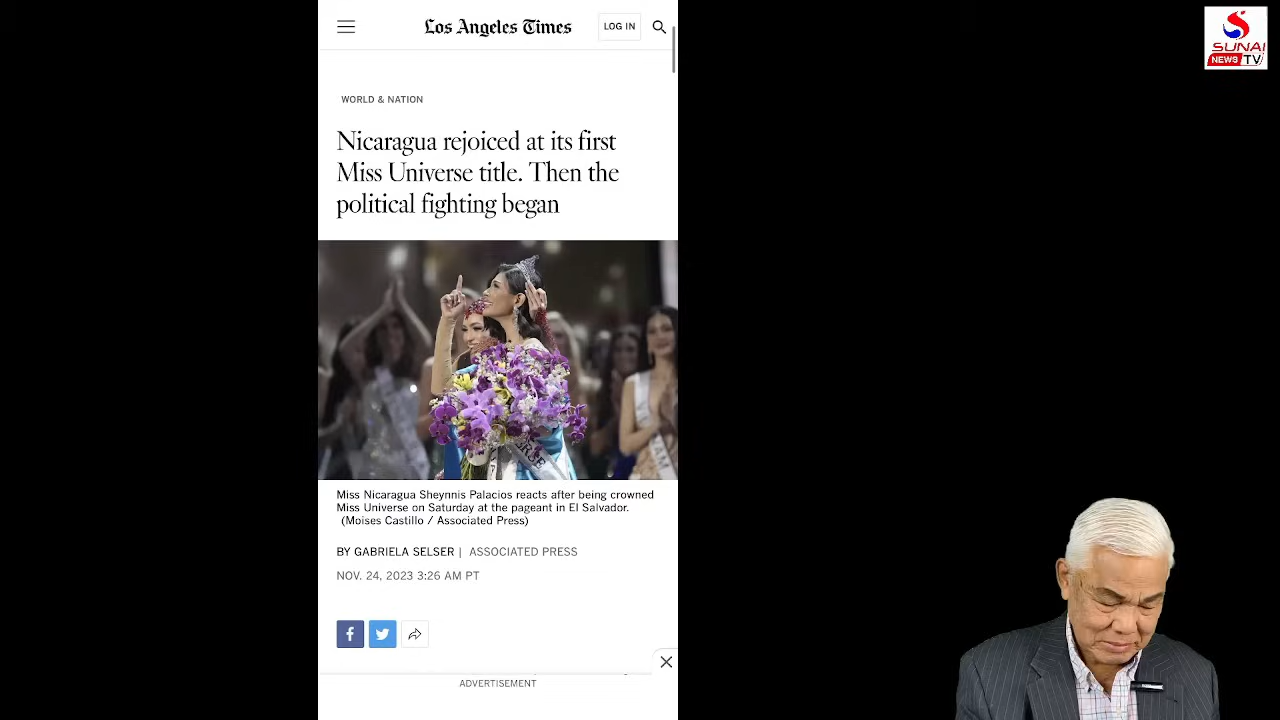 Los Angeles Times
LOG IN
SUNAI
NEWS TV
WORLD & NATION
Nicaragua rejoiced at its first
Miss Universe title. Then the
political fighting began
Miss Nicaragua Sheynnis Palacios reacts after being crowned
Miss Universe on Saturday at the pageant in El Salvador.
(Moises Castillo / Associated Press)
BY GABRIELA SELSER | ASSOCIATED PRESS
NOV. 24, 2023 3:26 AM PT
ADVERTISEMENT